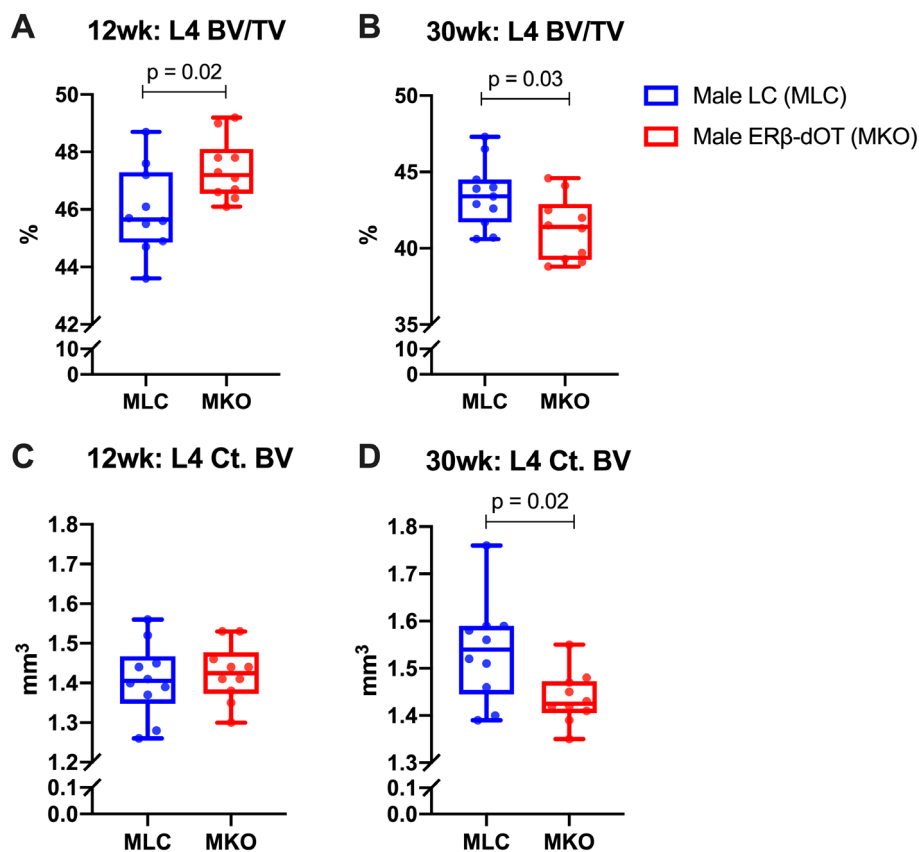 A 12wk: L4 BV/TV
p = 0.02
50
48
46
44
42
10
0
%
MLC MKO
B 30wk: L4 BV/TV
p = 0.03
50
45
40
35
10
0
%
MLC MKO
Male LC (MLC)
Male ERβ-dOT (MKO)
C 12wk: L4 Ct. BV
1.8
1.7
1.6
1.5
1.4
1.3
1.2
0.1
0.0
mm³
MLC MKO
D 30wk: L4 Ct. BV
p = 0.02
1.8
1.7
1.6
1.5
1.4
1.3
0.1
0.0
mm³
MLC MKO